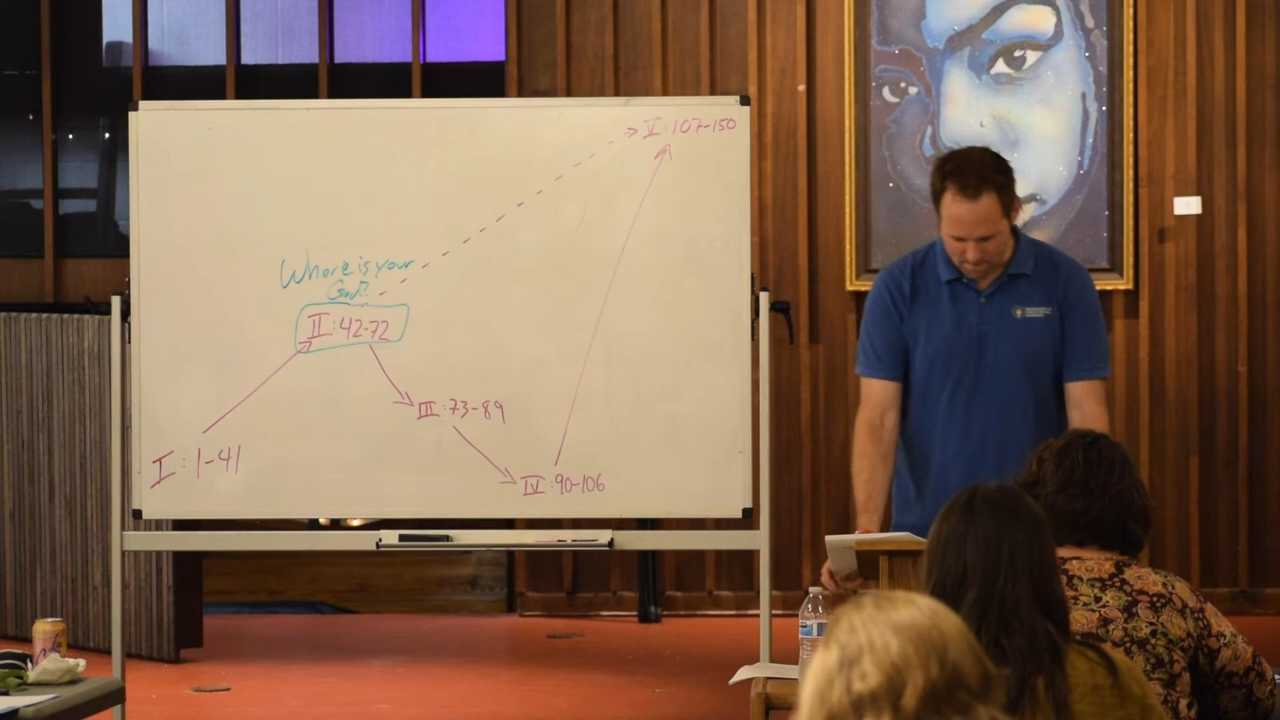 V: 107-150
Where is your
God?
II: 42-72
III: 73-89
I: 1-41
IV: 90-106